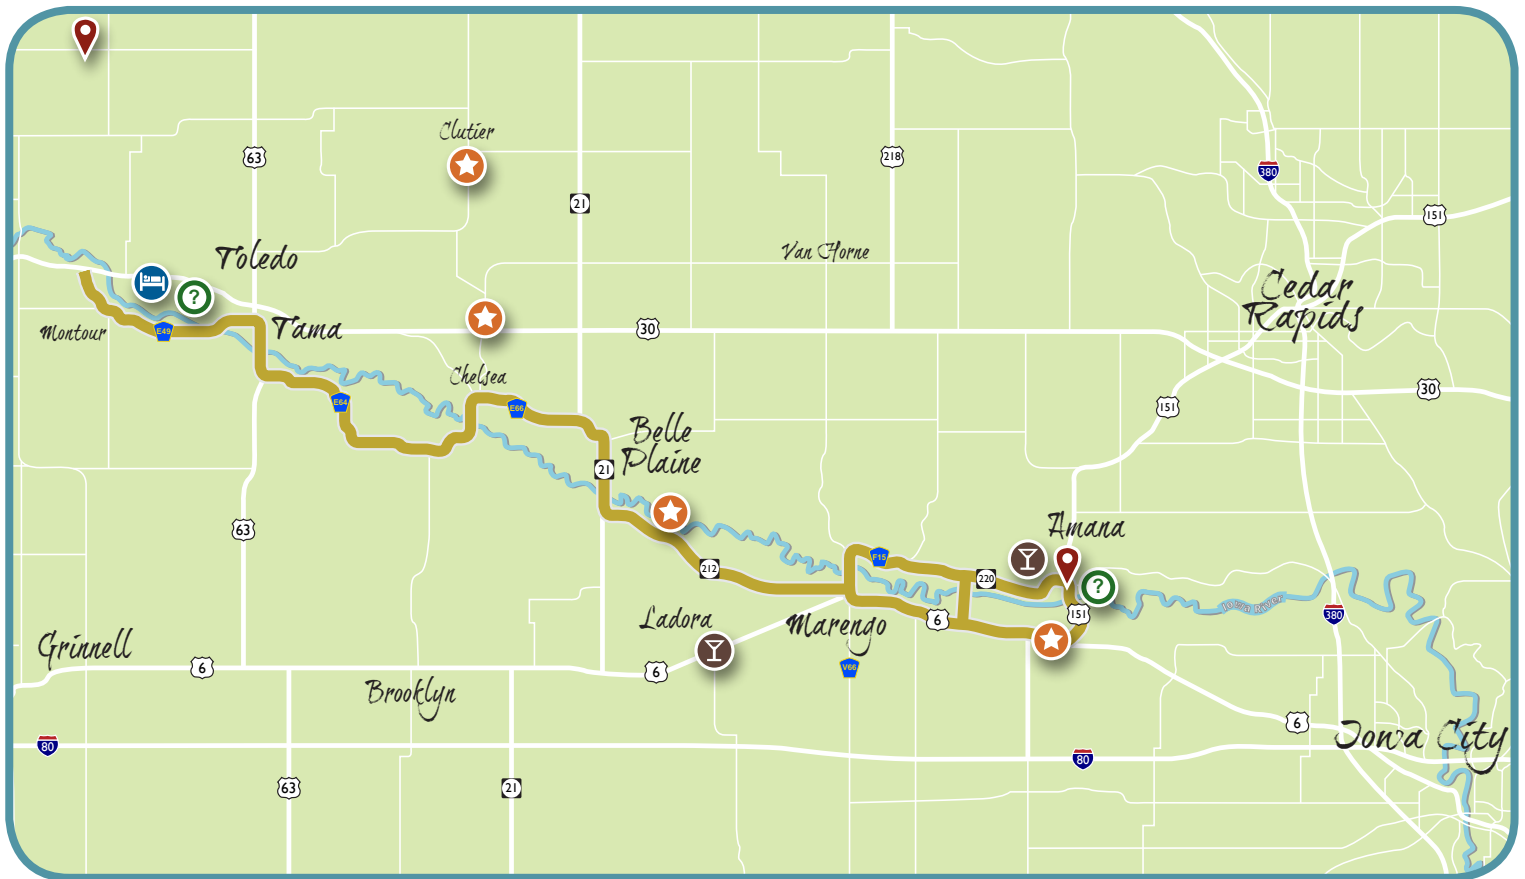 Clutier
63
218
380
21
151
Van Horne
Toledo
?
Cedar
Rapids
Montour
E49
Tama
30
Chelsea
30
E64
E66
151
Belle
Plaine
21
63
Amana
F15
212
220
?
Iowa River
151
380
Ladora
Marengo
6
Grinnell
6
6
V66
Brooklyn
6
Iowa City
80
80
63
21